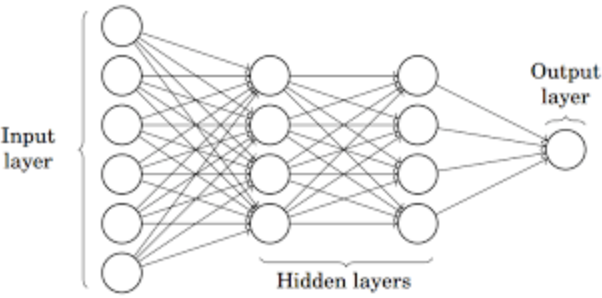 Input
layer
Hidden layers
Output
layer